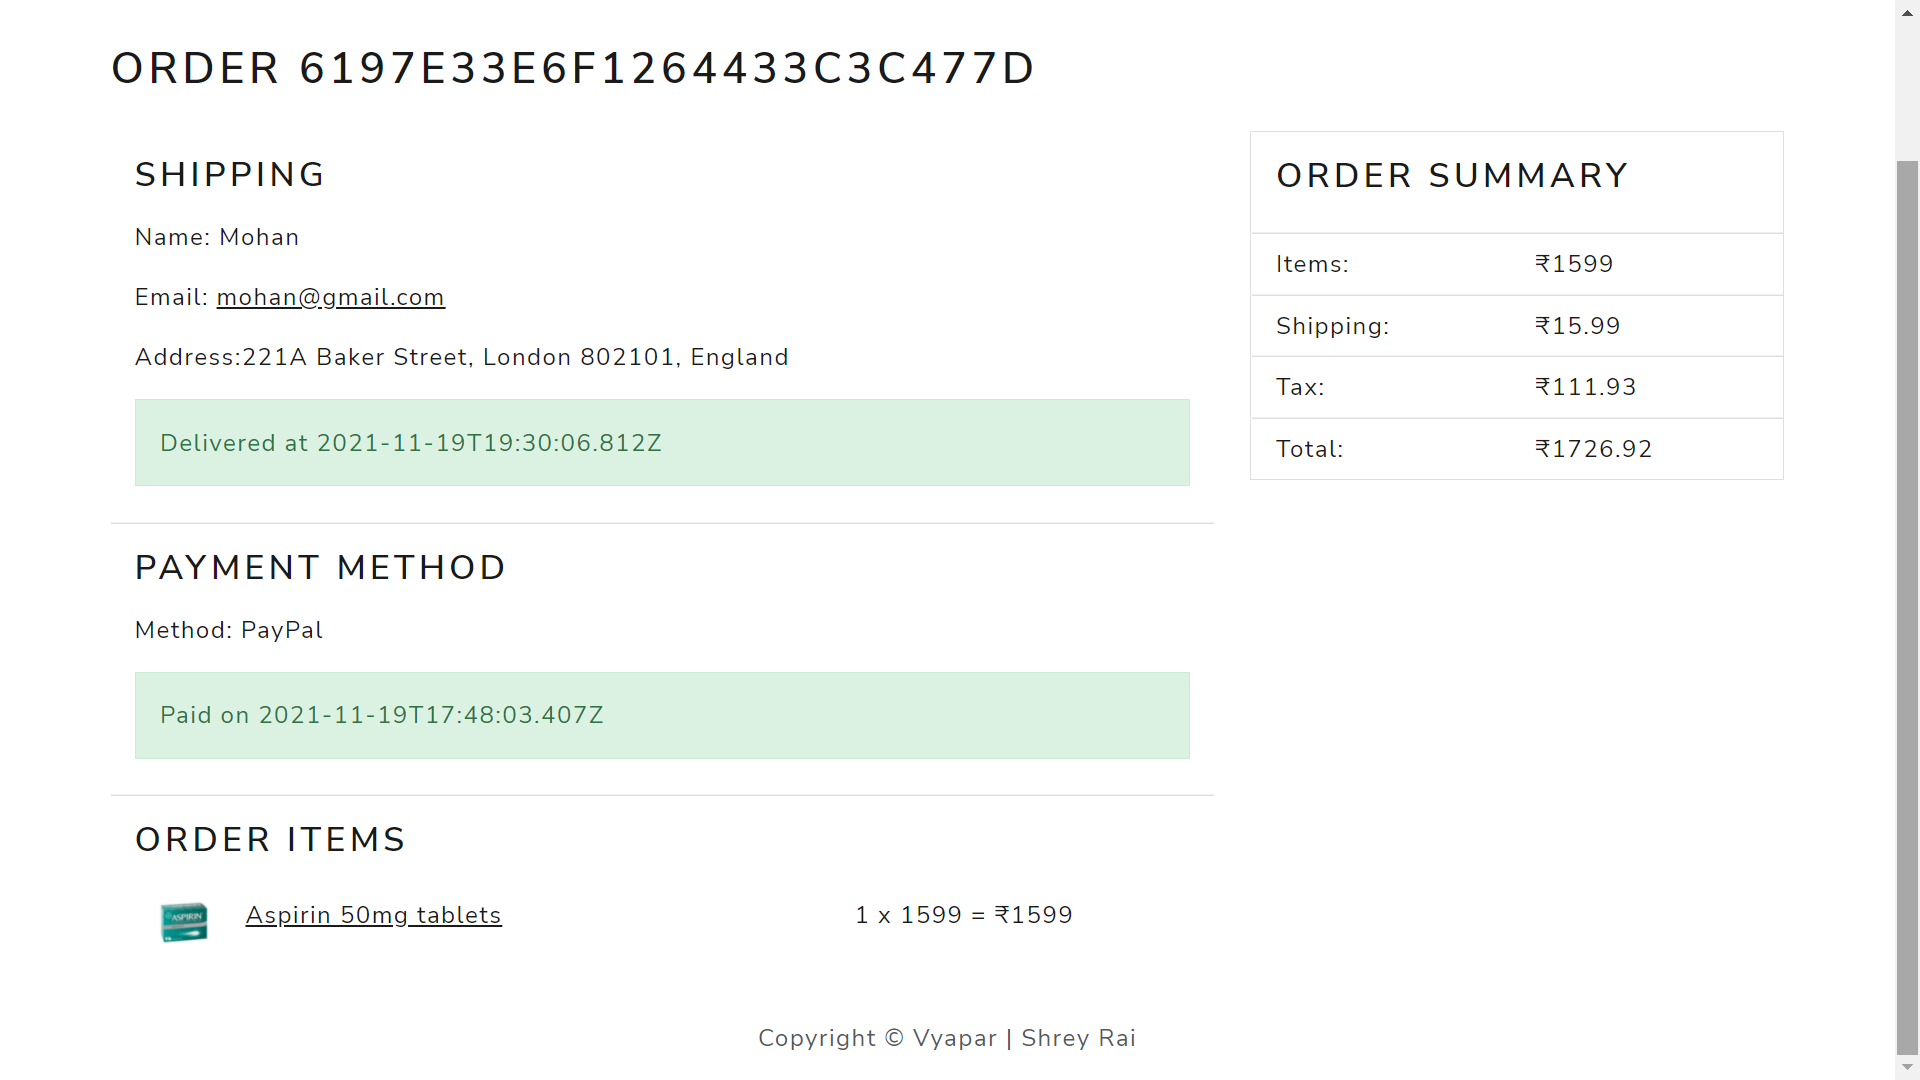 ORDER 6197E33E6F1264433C3C477D
SHIPPING
Name: Mohan
Email: mohan@gmail.com
Address:221A Baker Street, London 802101, England
Delivered at 2021-11-19T19:30:06.812Z
PAYMENT METHOD
Method: PayPal
Paid on 2021-11-19T17:48:03.407Z
ORDER ITEMS
ASPIRIN
Aspirin 50mg tablets
1 x 1599 = ₹1599
ORDER SUMMARY
Items: ₹1599
Shipping: ₹15.99
Tax: ₹111.93
Total: ₹1726.92
Copyright © Vyapar | Shrey Rai